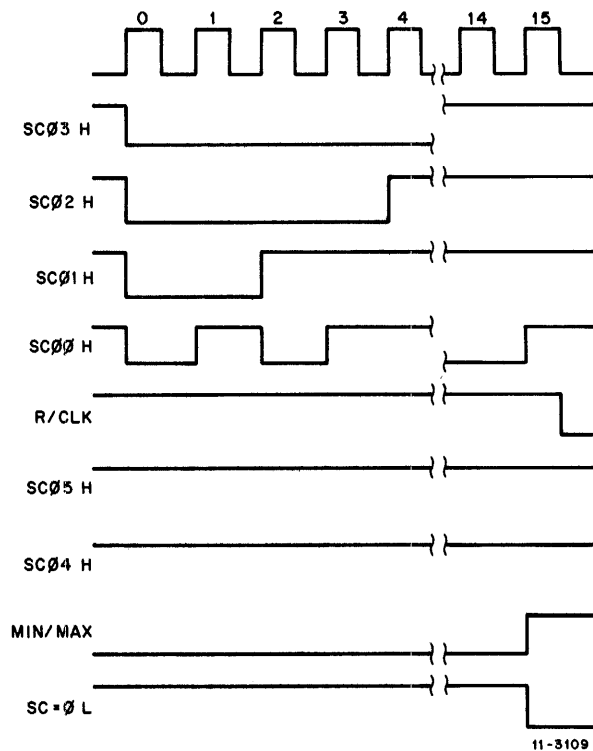 0 1 2 3 4 14 15
SCØ3 H
SCØ2 H
SCØ1 H
SCØØ H
R/CLK
SCØ5 H
SCØ4 H
MIN/MAX
SC=Ø L
11-3109